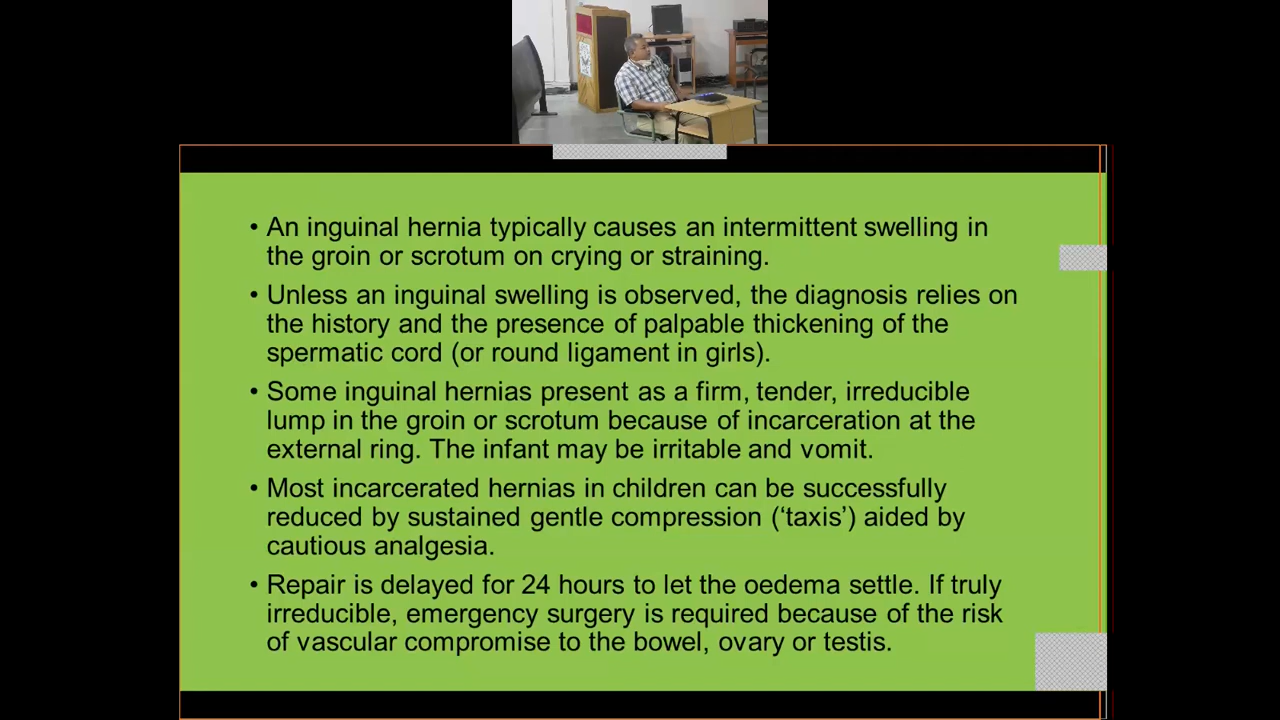 • An inguinal hernia typically causes an intermittent swelling in
the groin or scrotum on crying or straining.
• Unless an inguinal swelling is observed, the diagnosis relies on
the history and the presence of palpable thickening of the
spermatic cord (or round ligament in girls).
• Some inguinal hernias present as a firm, tender, irreducible
lump in the groin or scrotum because of incarceration at the
external ring. The infant may be irritable and vomit.
• Most incarcerated hernias in children can be successfully
reduced by sustained gentle compression (‘taxis’) aided by
cautious analgesia.
• Repair is delayed for 24 hours to let the oedema settle. If truly
irreducible, emergency surgery is required because of the risk
of vascular compromise to the bowel, ovary or testis.